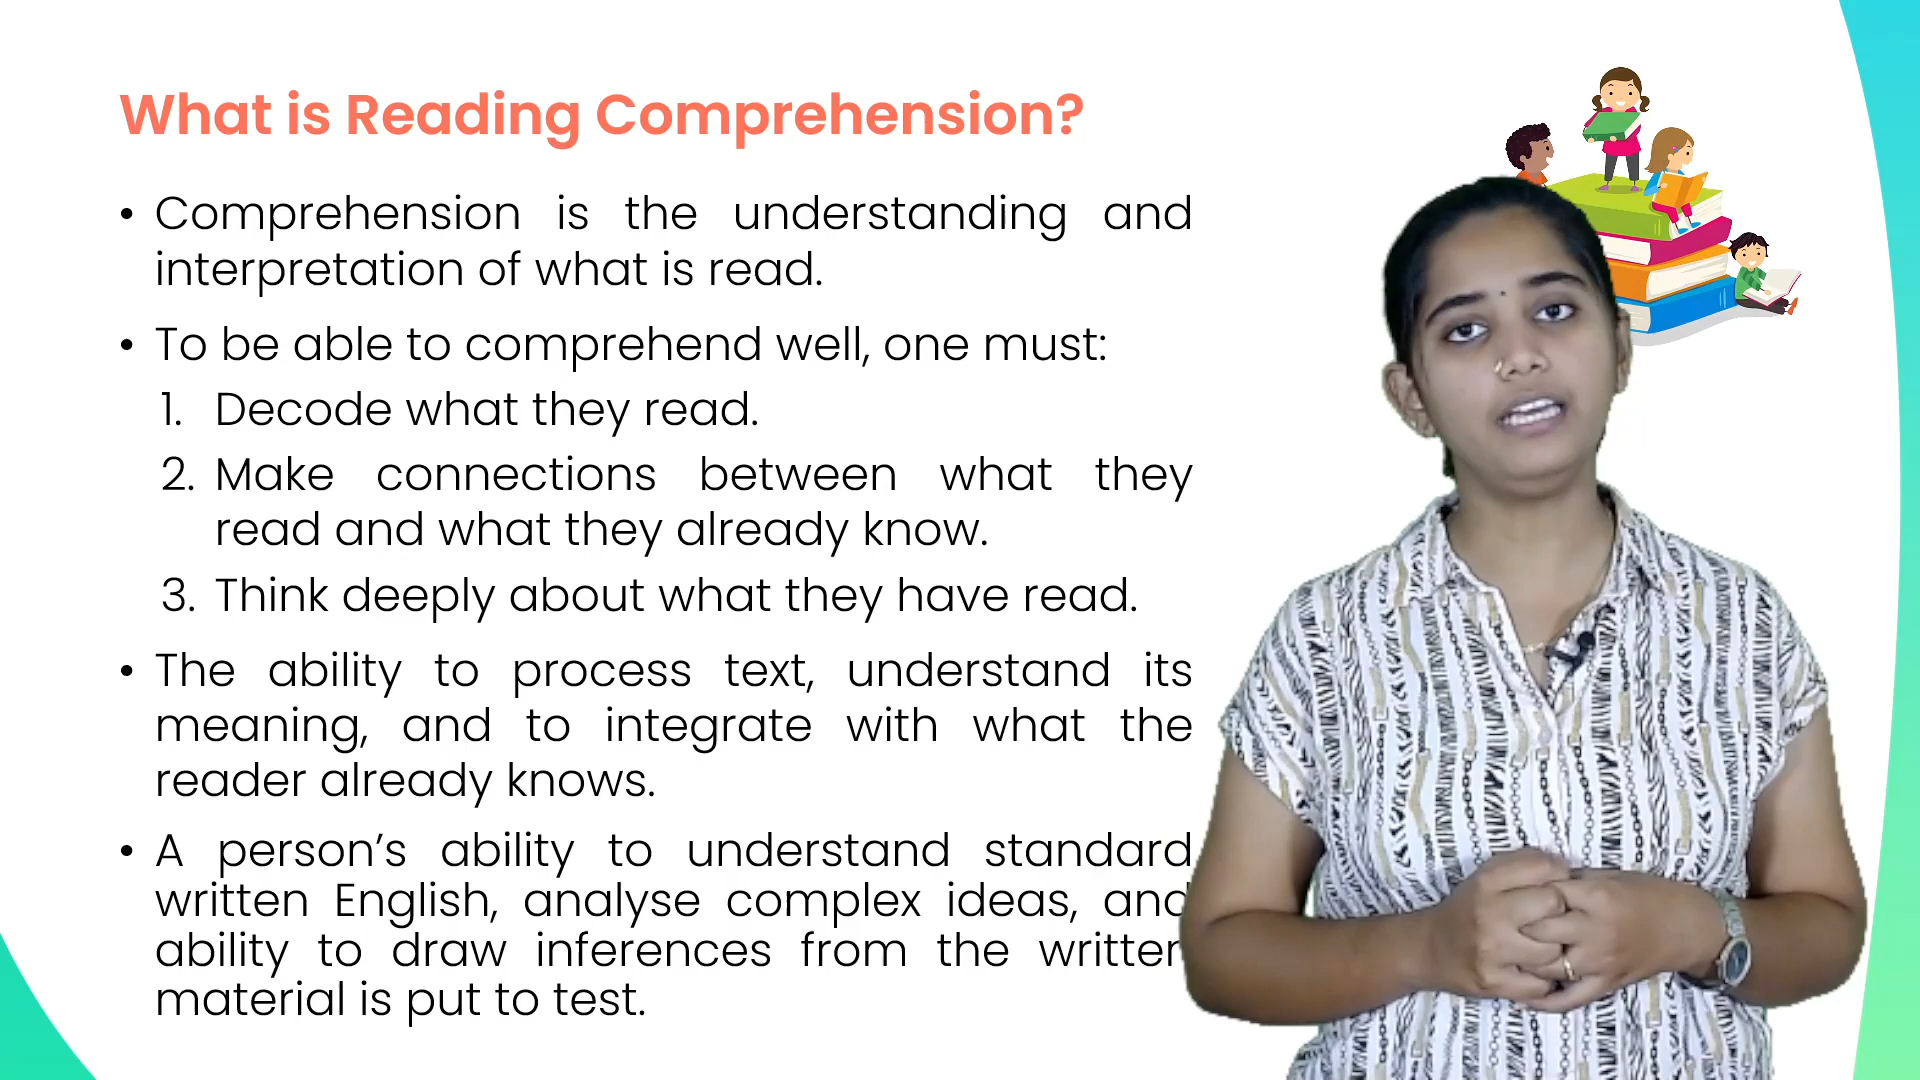 What is Reading Comprehension?
• Comprehension is the understanding and
interpretation of what is read.
• To be able to comprehend well, one must:
1. Decode what they read.
2. Make connections between what they
read and what they already know.
3. Think deeply about what they have read.
• The ability to process text, understand its
meaning, and to integrate with what the
reader already knows.
• A person’s ability to understand standard
written English, analyse complex ideas, and
ability to draw inferences from the written
material is put to test.